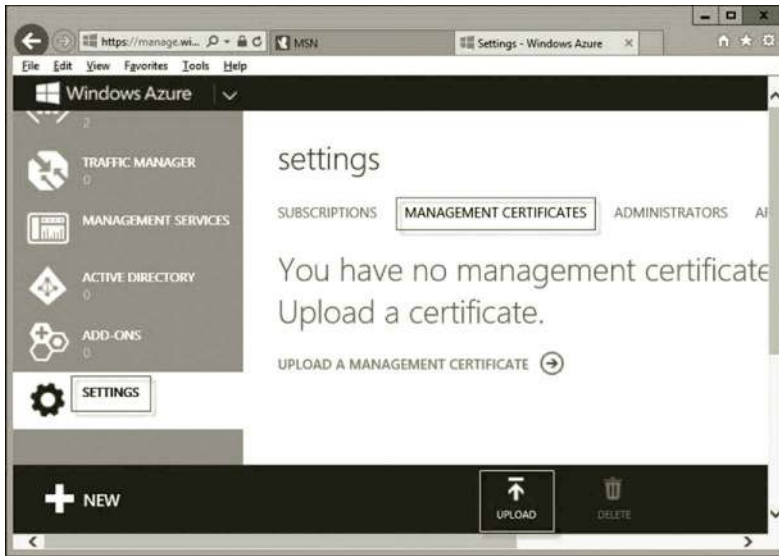 https://manage.wi...
MSN
Settings - Windows Azure
File Edit View Favorites Tools Help
Windows Azure
2
TRAFFIC MANAGER
0
MANAGEMENT SERVICES
ACTIVE DIRECTORY
0
ADD-ONS
0
SETTINGS
settings
SUBSCRIPTIONS MANAGEMENT CERTIFICATES ADMINISTRATORS
You have no management certificate
Upload a certificate.
UPLOAD A MANAGEMENT CERTIFICATE
NEW
UPLOAD
DELETE